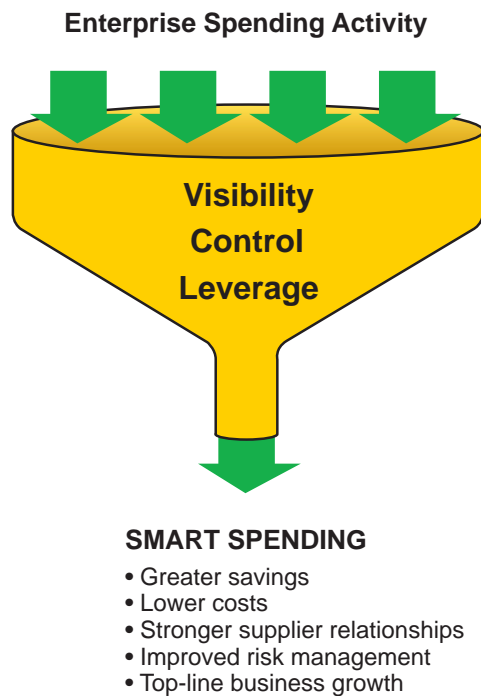 Enterprise Spending Activity
Visibility
Control
Leverage
SMART SPENDING
• Greater savings
• Lower costs
• Stronger supplier relationships
• Improved risk management
• Top-line business growth